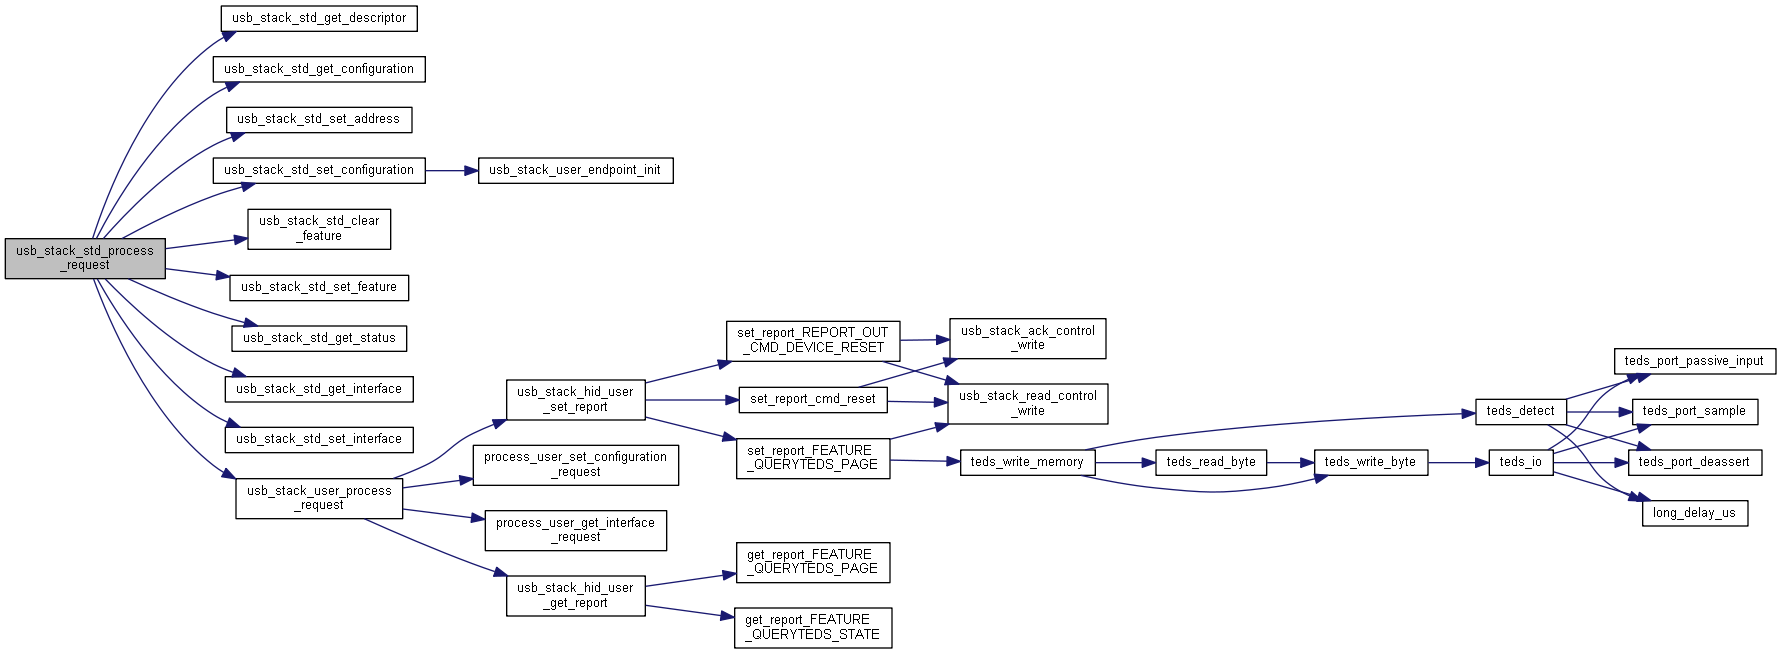 usb_stack_std_process
_request
usb_stack_std_get_descriptor
usb_stack_std_get_configuration
usb_stack_std_set_address
usb_stack_std_set_configuration
usb_stack_user_endpoint_init
usb_stack_std_clear
_feature
usb_stack_std_set_feature
usb_stack_std_get_status
usb_stack_std_get_interface
usb_stack_std_set_interface
usb_stack_user_process
_request
usb_stack_hid_user
_set_report
process_user_set_configuration
_request
process_user_get_interface
_request
usb_stack_hid_user
_get_report
set_report_REPORT_OUT
_CMD_DEVICE_RESET
set_report_cmd_reset
set_report_FEATURE
_QUERYTEDS_PAGE
get_report_FEATURE
_QUERYTEDS_PAGE
get_report_FEATURE
_QUERYTEDS_STATE
usb_stack_ack_control
_write
usb_stack_read_control
_write
teds_write_memory
teds_read_byte
teds_write_byte
teds_detect
teds_io
teds_port_passive_input
teds_port_sample
teds_port_deassert
long_delay_us